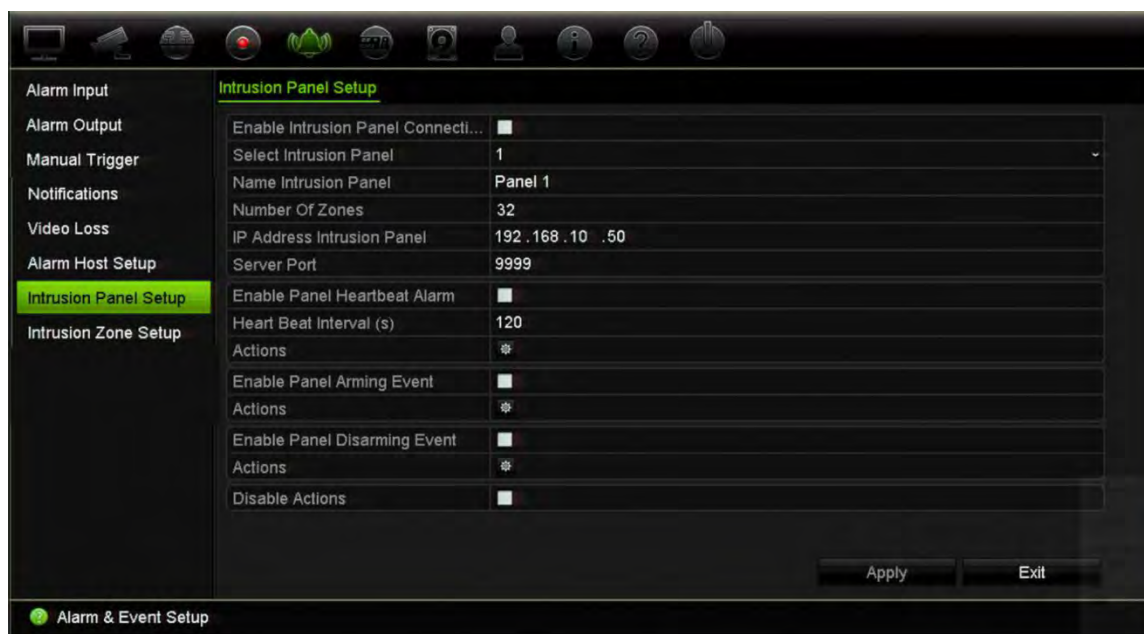 Alarm Input
Alarm Output
Manual Trigger
Notifications
Video Loss
Alarm Host Setup
Intrusion Panel Setup
Intrusion Zone Setup
Intrusion Panel Setup
Enable Intrusion Panel Connecti...
Select Intrusion Panel 1
Name Intrusion Panel Panel 1
Number Of Zones 32
IP Address Intrusion Panel 192 .168 .10 .50
Server Port 9999
Enable Panel Heartbeat Alarm
Heart Beat Interval (s) 120
Actions
Enable Panel Arming Event
Actions
Enable Panel Disarming Event
Actions
Disable Actions
Apply Exit
Alarm & Event Setup